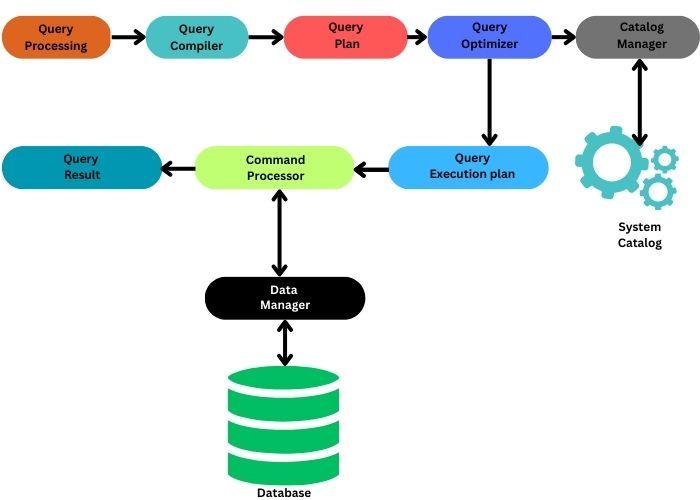 Query
Processing
Query
Compiler
Query
Plan
Query
Optimizer
Catalog
Manager
Query
Result
Command
Processor
Query
Execution plan
System
Catalog
Data
Manager
Database